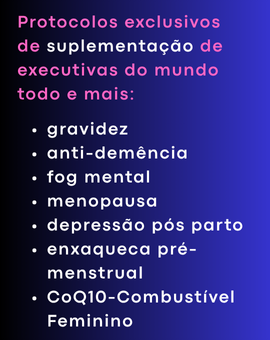 Protocolos exclusivos
de suplementação de
executivas do mundo
todo e mais:
• gravidez
• anti-demência
• fog mental
• menopausa
• depressão pós parto
• enxaqueca pré-
menstrual
• CoQ10-Combustível
Feminino